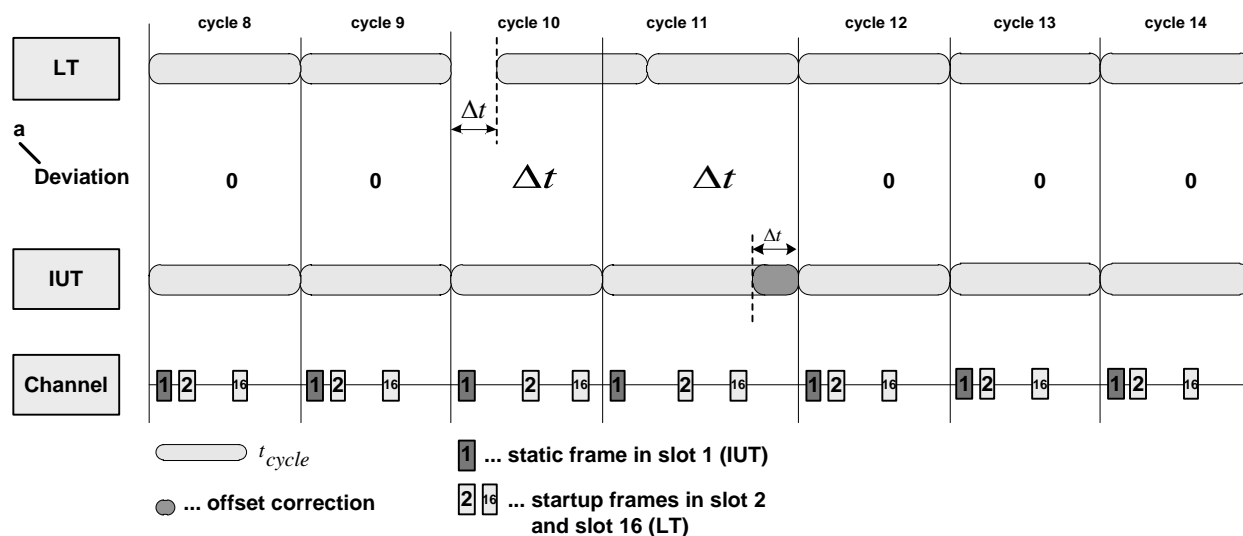 cycle 8 cycle 9 cycle 10 cycle 11 cycle 12 cycle 13 cycle 14
LT
Δt
a
Deviation 0 0 Δt Δt 0 0 0
Δt
IUT
Channel 1 2 16 1 2 16 1 2 16 1 2 16 1 2 16 1 2 16 1 2 16
t_cycle
1 ... static frame in slot 1 (IUT)
... offset correction
2 16 ... startup frames in slot 2
and slot 16 (LT)